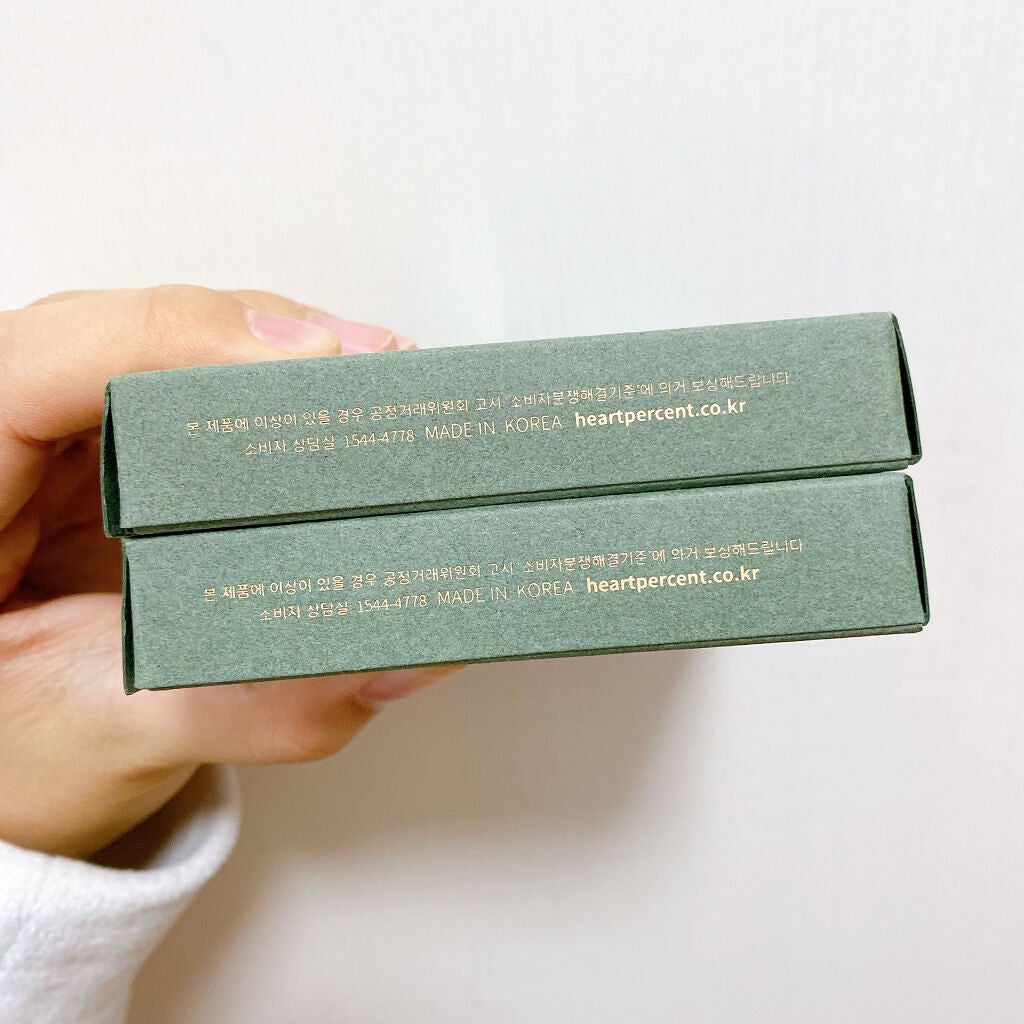 본 제품에 이상이 있을 경우 공정거래위원회 고시 '소비자분쟁해결기준'에 의거 보상해드립니다
소비자 상담실 1544-4778 MADE IN KOREA heartpercent.co.kr
본 제품에 이상이 있을 경우 공정거래위원회 고시 '소비자분쟁해결기준'에 의거 보상해드립니다
소비자 상담실 1544-4778 MADE IN KOREA heartpercent.co.kr